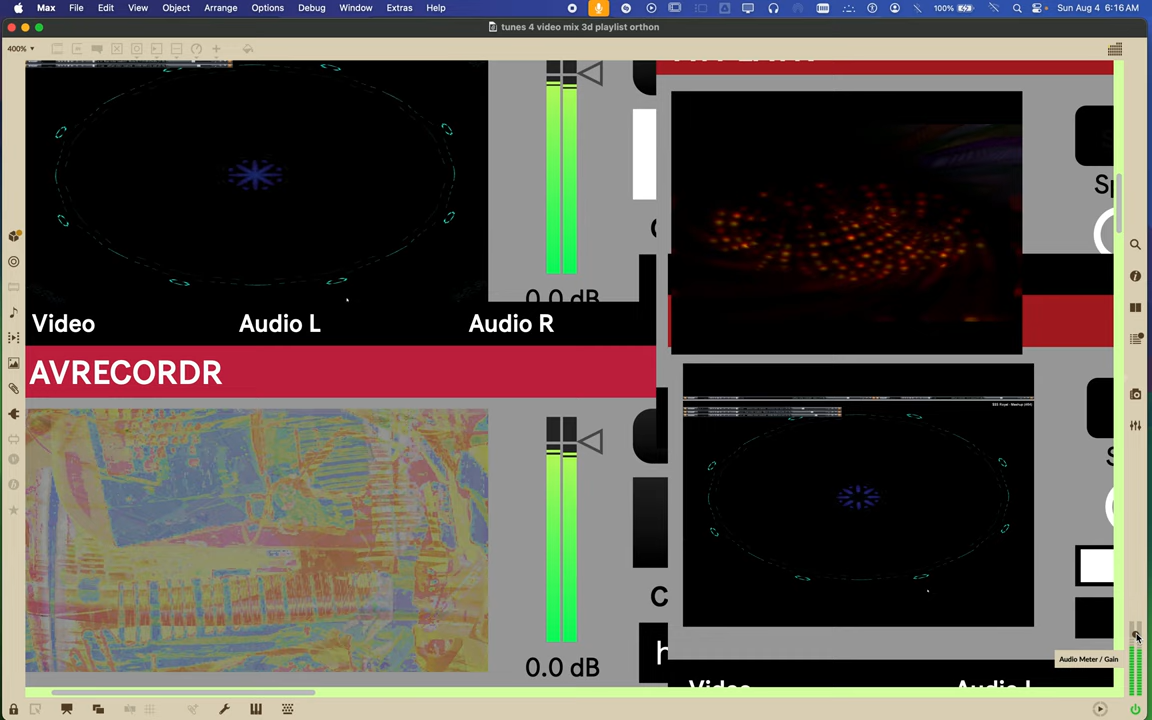 Max File Edit View Object Arrange Options Debug Window Extras Help
100% Sun Aug 4 6:16 AM
tunes 4 video mix 3d playlist orthon
400%
0.0 dB
Video Audio L Audio R
AVRECORDR
0.0 dB
Audio Meter / Gain
Video Audio L